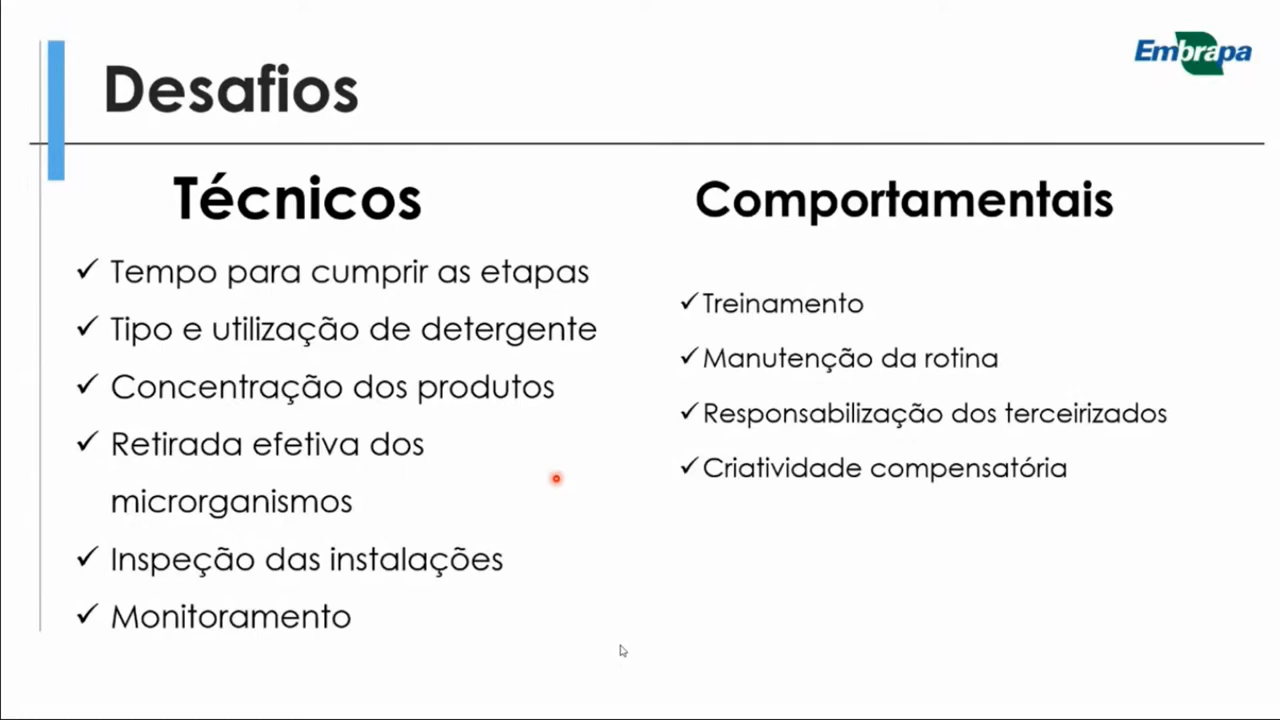 Embrapa
Desafios
Técnicos
✓ Tempo para cumprir as etapas
✓ Tipo e utilização de detergente
✓ Concentração dos produtos
✓ Retirada efetiva dos
microrganismos
✓ Inspeção das instalações
✓ Monitoramento
Comportamentais
✓Treinamento
✓Manutenção da rotina
✓Responsabilização dos terceirizados
✓Criatividade compensatória